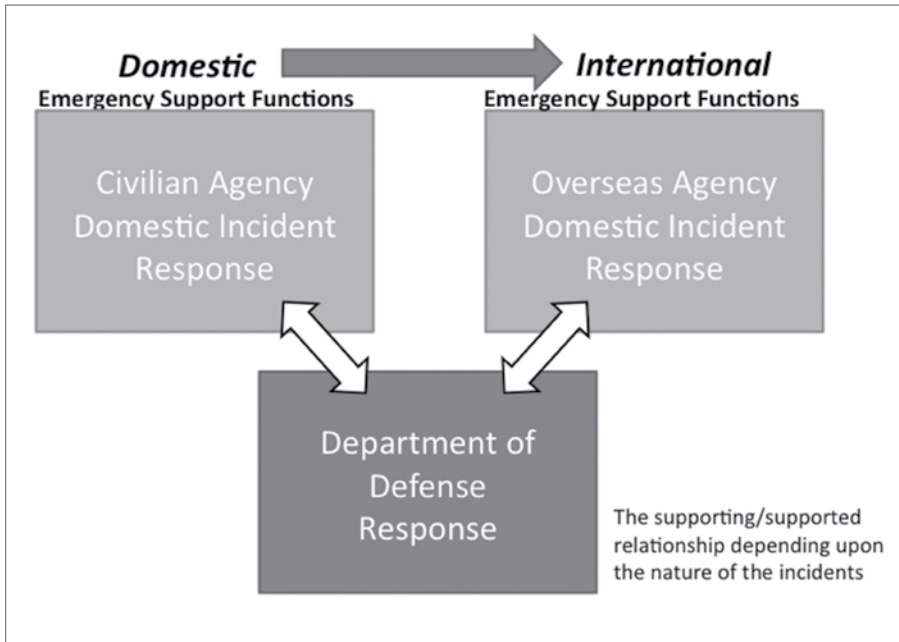 Domestic
International
Emergency Support Functions
Emergency Support Functions
Civilian Agency
Domestic Incident
Response
Overseas Agency
Domestic Incident
Response
Department of
Defense
Response
The supporting/supported
relationship depending upon
the nature of the incidents